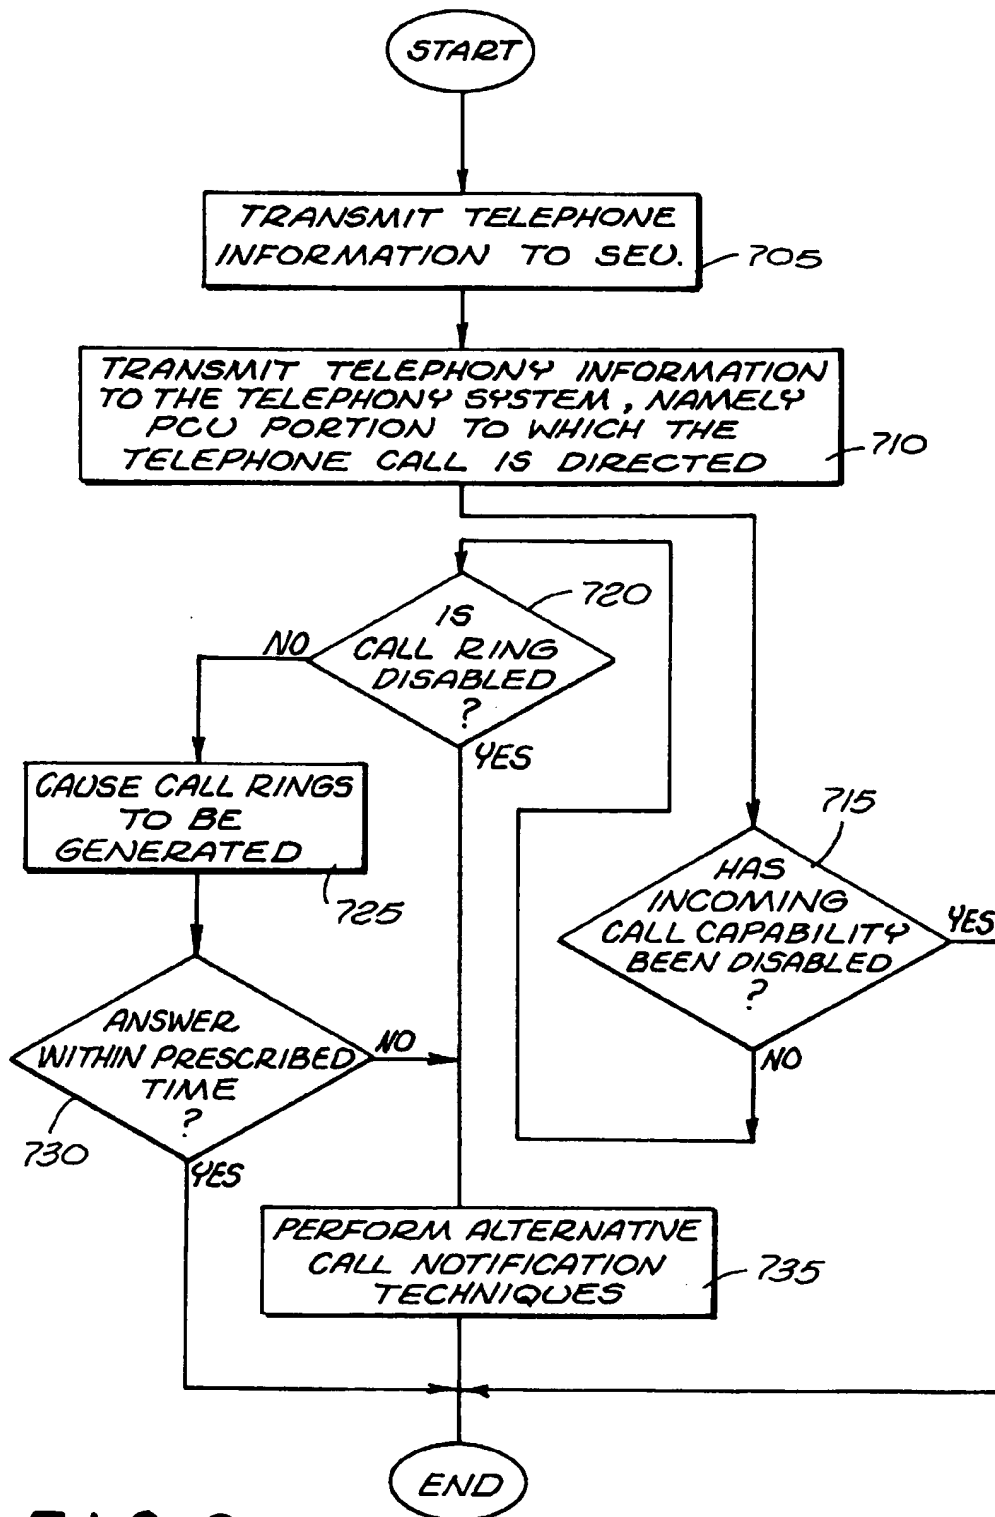 START
TRANSMIT TELEPHONE
INFORMATION TO SEU.
705
TRANSMIT TELEPHONY INFORMATION
TO THE TELEPHONY SYSTEM, NAMELY
PCU PORTION TO WHICH THE
TELEPHONE CALL IS DIRECTED
710
720
IS
CALL RING
DISABLED
?
NO
YES
CAUSE CALL RINGS
TO BE
GENERATED
725
715
HAS
INCOMING
CALL CAPABILITY
BEEN DISABLED
?
YES
NO
ANSWER
WITHIN PRESCRIBED
TIME
?
NO
730
YES
PERFORM ALTERNATIVE
CALL NOTIFICATION
TECHNIQUES
735
END